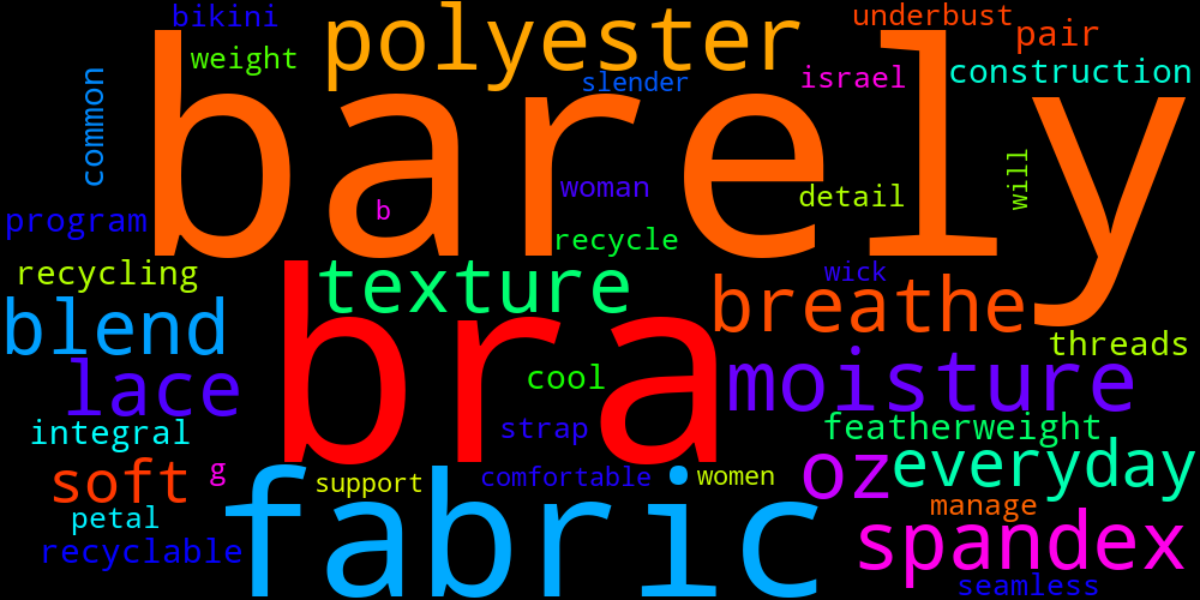 bikini
polyester
underbust
pair
weight
slender
israel
construction
common
barely
woman
detail
will
b
program
recycle
recycling
texture
wick
breathe
blend
bra
threads
lace
cool
moisture
integral
strap
featherweight
soft
g
support
comfortable
women
oz
everyday
petal
fabric
manage
spandex
recyclable
seamless